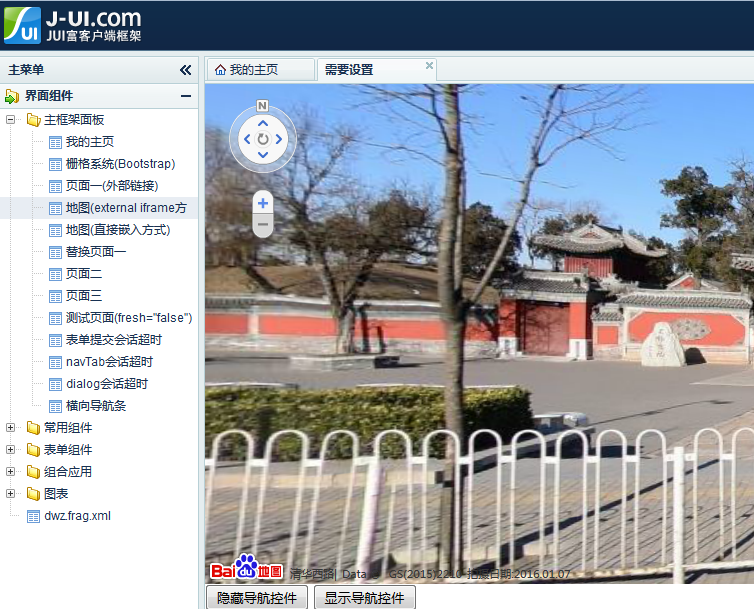 J-UI.com
JUI富客户端框架
主菜单
我的主页
需要设置
界面组件
主框架面板
我的主页
栅格系统(Bootstrap)
页面一(外部链接)
地图(external iframe方
地图(直接嵌入方式)
替换页面一
页面二
页面三
测试页面(fresh="false")
表单提交会话超时
navTab会话超时
dialog会话超时
横向导航条
常用组件
表单组件
组合应用
图表
dwz.frag.xml
N
Bai du 地图
清华西路| Data
GS(2015)2210 拍摄日期:2016.01.07
隐藏导航控件
显示导航控件